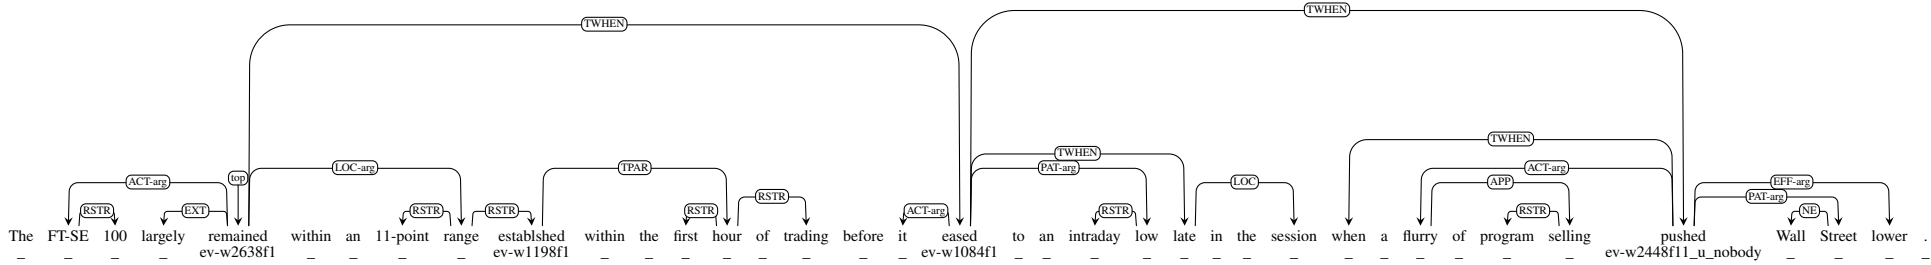 TWHEN TWHEN
TWHEN
TWHEN
LOC-arg TPAR PAT-arg ACT-arg
ACT-arg top LOC APP EFF-arg
RSTR PAT-arg
RSTR EXT RSTR RSTR RSTR ACT-arg RSTR RSTR NE
The FT-SE 100 largely remained within an 11-point range establshed within the first hour of trading before it eased to an intraday low late in the session when a flurry of program selling pushed Wall Street lower .
_ _ _ _ ev-w2638f1 _ _ _ _ ev-w1198f1 _ _ _ _ _ _ _ _ ev-w1084f1 _ _ _ _ _ _ _ _ _ _ _ _ _ _ ev-w2448f11_u_nobody _ _ _ _